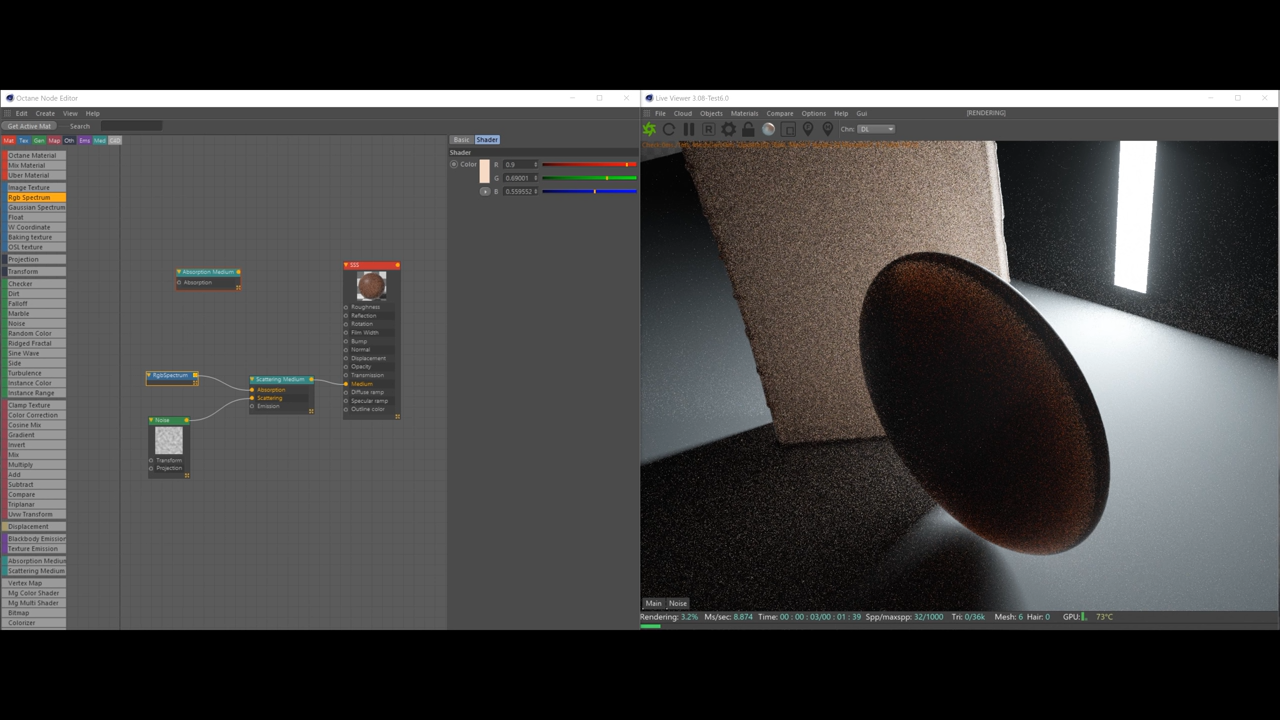 Octane Node Editor
Edit Create View Help
Get Active Mat Search
Mat Tex Gen Map Oth Ems Med C4D
Octane Material
Mix Material
Uber Material
Image Texture
Rgb Spectrum
Gaussian Spectrum
Float
W Coordinate
Baking texture
OSL texture
Projection
Transform
Checker
Dirt
Falloff
Marble
Noise
Random Color
Ridged Fractal
Sine Wave
Side
Turbulence
Instance Color
Instance Range
Clamp Texture
Color Correction
Cosine Mix
Gradient
Invert
Mix
Multiply
Add
Subtract
Compare
Triplanar
Uvw Transform
Displacement
Blackbody Emission
Texture Emission
Absorption Medium
Scattering Medium
Vertex Map
Mg Color Shader
Mg Multi Shader
Bitmap
Colorizer
Absorption Medium
Absorption
RgbSpectrum
Noise
Transform
Projection
Scattering Medium
Absorption
Scattering
Emission
SSS
Roughness
Reflection
Rotation
Film Width
Bump
Normal
Displacement
Opacity
Transmission
Medium
Diffuse ramp
Specular ramp
Outline color
Basic Shader
Shader
Color R 0.9
G 0.69001
B 0.559552
Live Viewer 3.08-Test6.0
File Cloud Objects Materials Compare Options Help Gui [RENDERING]
Chn: DL
Main Noise
Rendering: 3.2% Ms/sec: 8.874 Time: 00 : 00 : 03/00 : 01 : 39 Spp/maxspp: 32/1000 Tri: 0/36k Mesh: 6 Hair: 0 GPU: 73°C